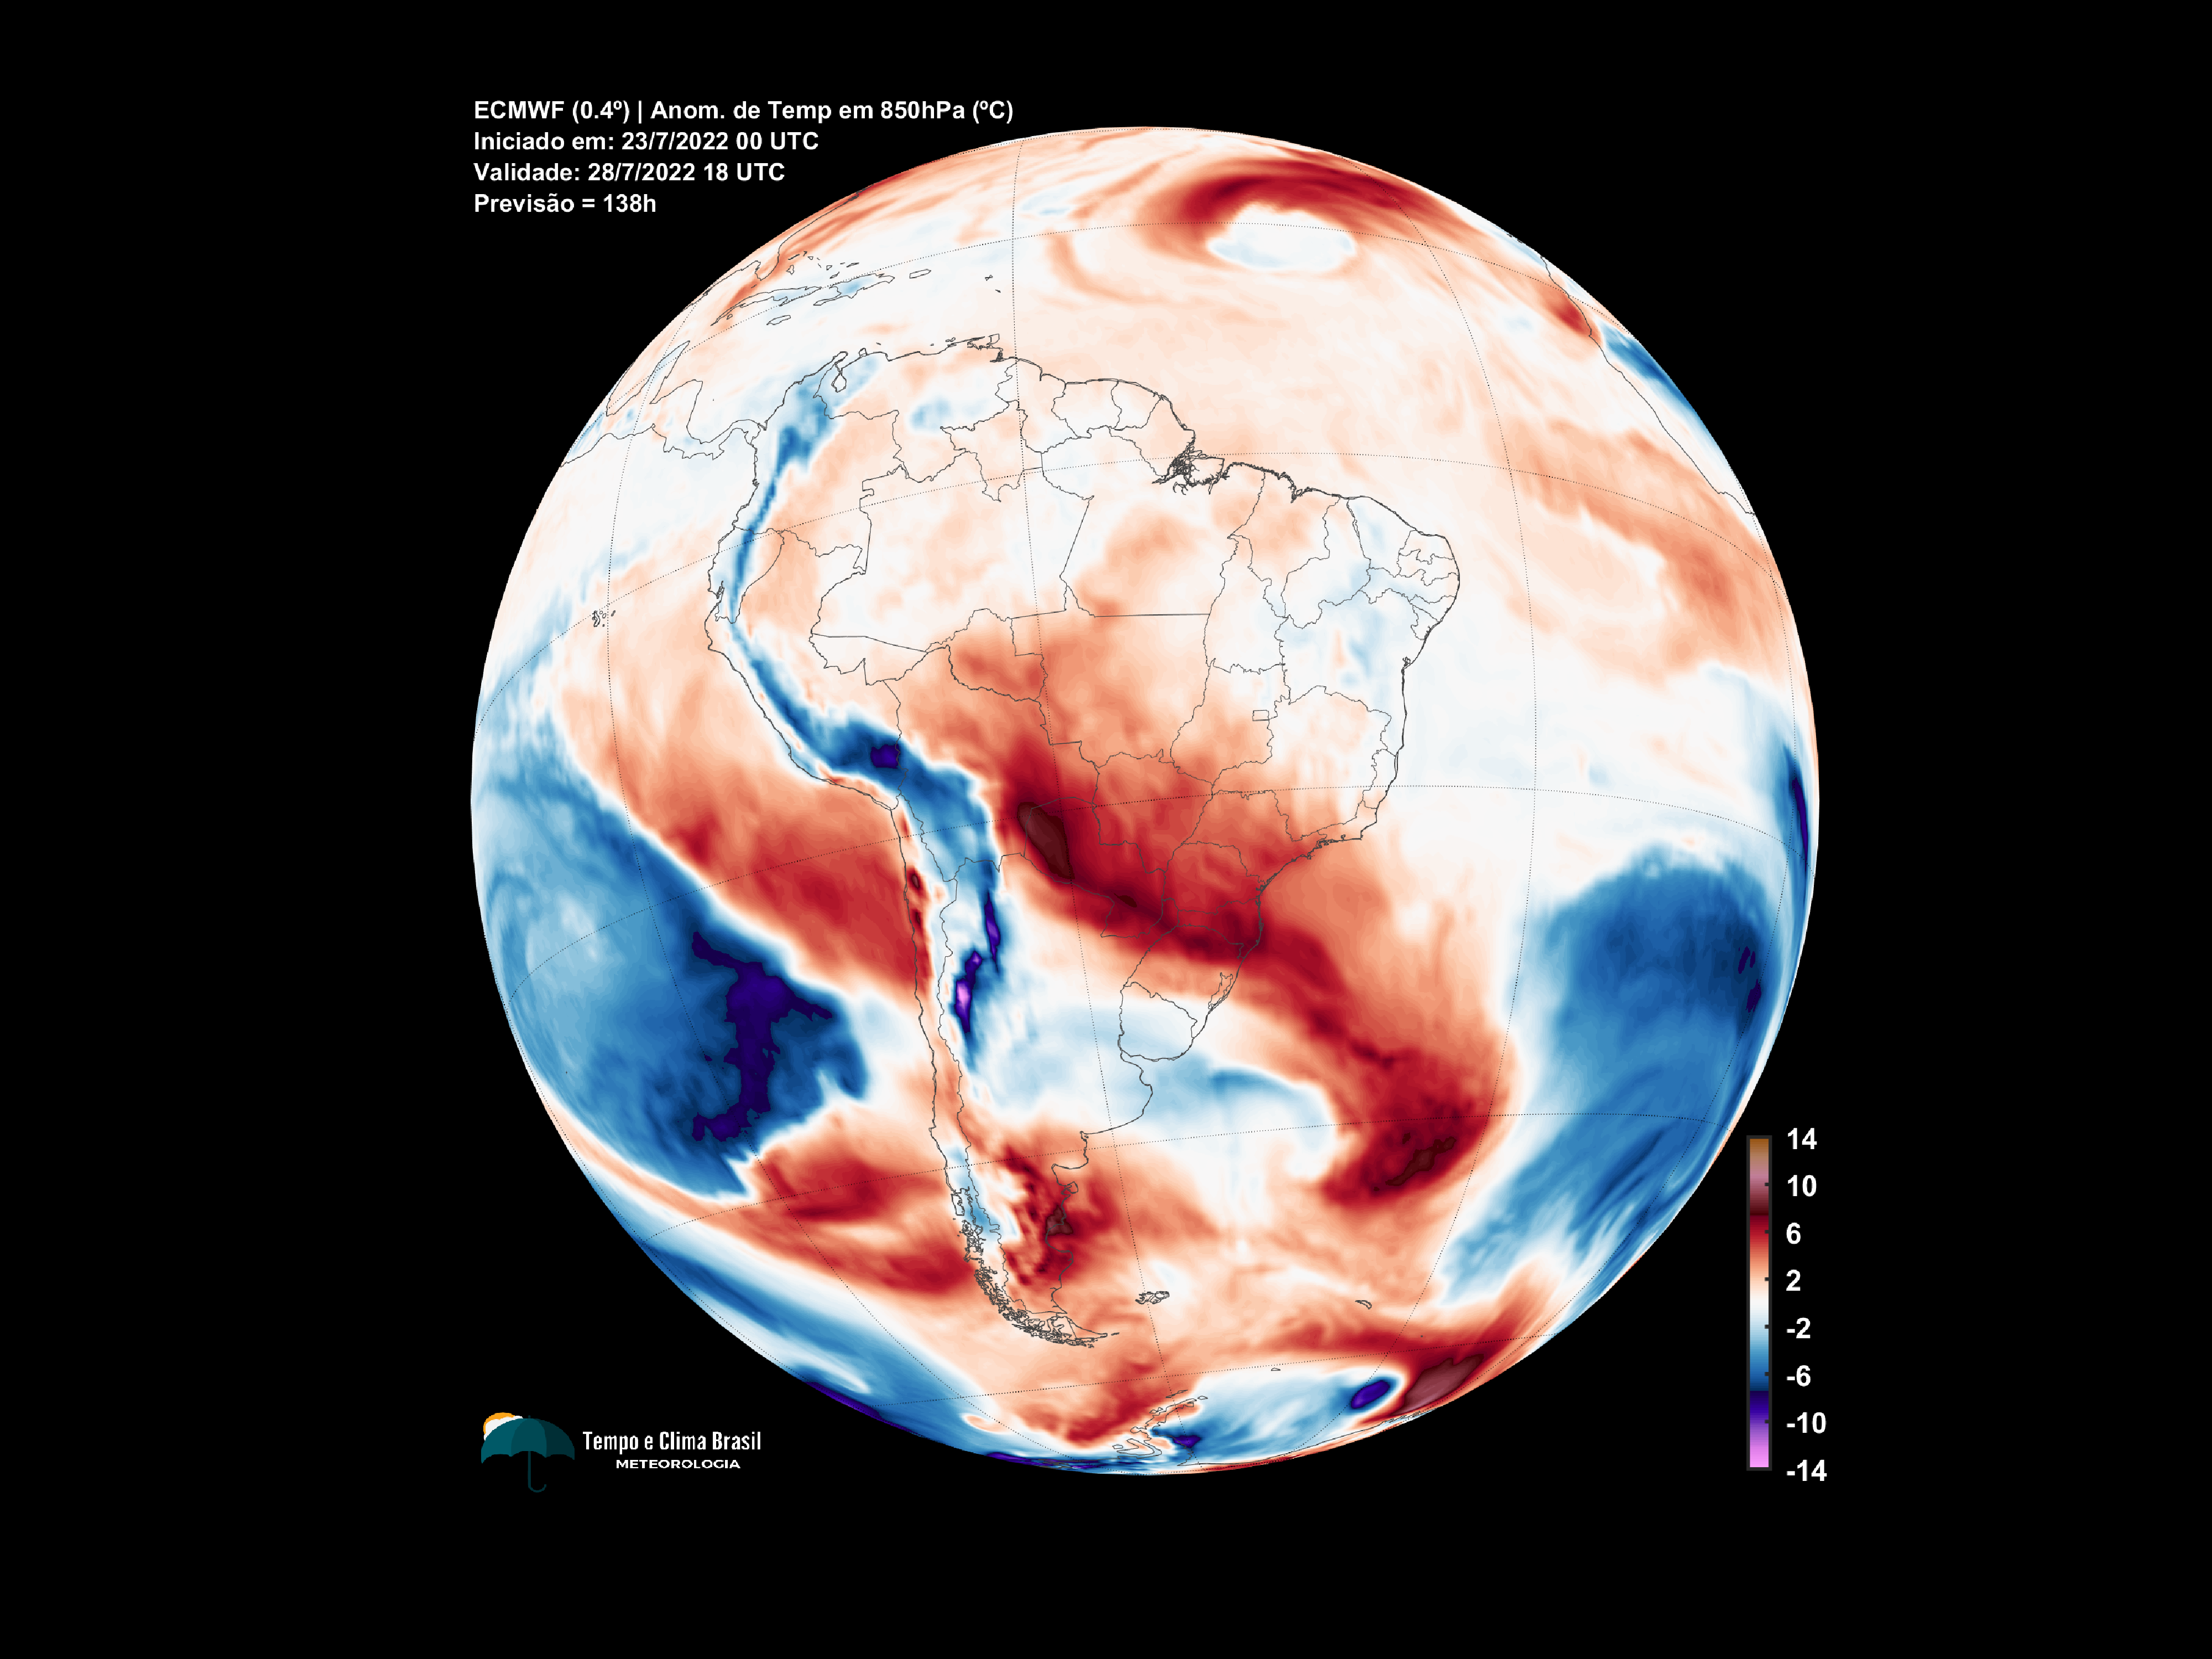 ECMWF (0.4º) | Anom. de Temp em 850hPa (ºC)
Iniciado em: 23/7/2022 00 UTC
Validade: 28/7/2022 18 UTC
Previsão = 138h
14
10
6
2
-2
-6
-10
-14
Tempo e Clima Brasil
METEOROLOGIA